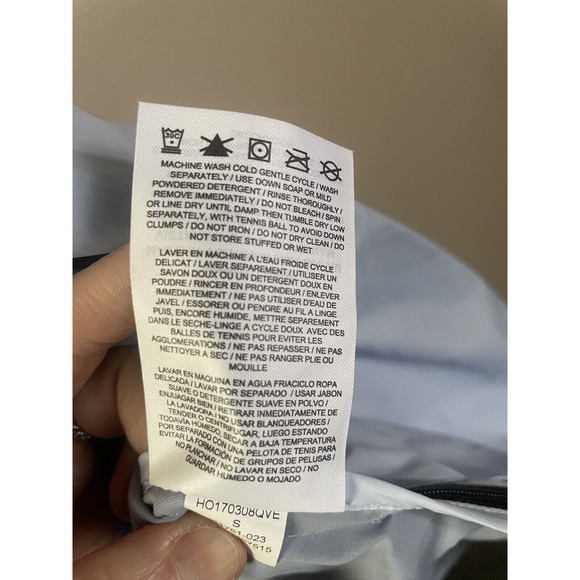 30C
MACHINE WASH COLD GENTLE CYCLE / WASH
SEPARATELY / USE DOWN SOAP OR MILD
POWDERED DETERGENT / RINSE THOROUGHLY /
REMOVE IMMEDIATELY / DO NOT BLEACH / SPIN
OR LINE DRY UNTIL DAMP THEN TUMBLE DRY LOW
SEPARATELY, WITH TENNIS BALL TO AVOID DOWN
CLUMPS / DO NOT IRON / DO NOT DRY CLEAN / DO
NOT STORE STUFFED OR WET
LAVER EN MACHINE A L'EAU FROIDE CYCLE
DELICAT / LAVER SEPAREMENT / UTILISER UN
SAVON DOUX OU UN DETERGENT DOUX EN
POUDRE / RINCER EN PROFONDEUR / ENLEVER
IMMEDIATEMENT / NE PAS UTILISER D'EAU DE
JAVEL / ESSORER OU PENDRE AU FIL A LINGE
PUIS, ENCORE HUMIDE, METTRE SEPAREMENT
DANS LE SECHE-LINGE A CYCLE DOUX AVEC DES
BALLES DE TENNIS POUR EVITER LES
AGGLOMERATIONS / NE PAS REPASSER / NE PAS
NETTOYER A SEC / NE PAS RANGER PLIE OU
MOUILLE
LAVAR EN MAQUINA EN AGUA FRIACICLO ROPA
DELICADA / LAVAR POR SEPARADO / USAR JABON
SUAVE O DETERGENTE SUAVE EN POLVO /
ENJUAGAR BIEN / RETIRAR INMEDIATAMENTE DE
LA LAVADORA / NO USAR BLANQUEADORES /
TENDER O CENTRIFUGAR, LUEGO ESTANDO
TODAVIA HÚMEDO, SECAR A BAJA TEMPERATURA
POR SEPARADO CON UNA PELOTA DE TENIS PARA
EVITAR LA FORMACIÓN DE GRUPOS DE PELUSAS /
NO PLANCHAR / NO LAVAR EN SECO / NO
GUARDAR HUMEDO O MOJADO
HO170308QVE
S
751-023
7515